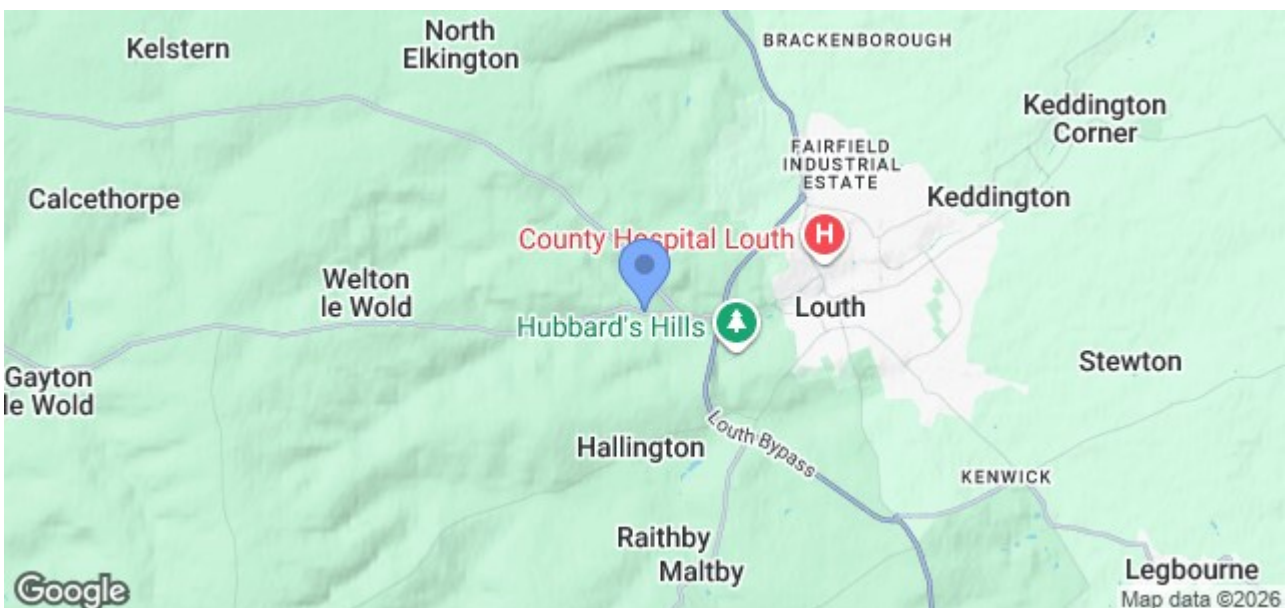 North
Elkington
Kelstern
BRACKENBOROUGH
Keddington
Corner
FAIRFIELD
INDUSTRIAL
ESTATE
Calcethorpe
Keddington
County Hospital Louth
H
Welton
le Wold
Louth
Hubbard's Hills
Stewton
Gayton
le Wold
Hallington
Louth Bypass
KENWICK
Raithby
Maltby
Legbourne
Google
Map data ©2026